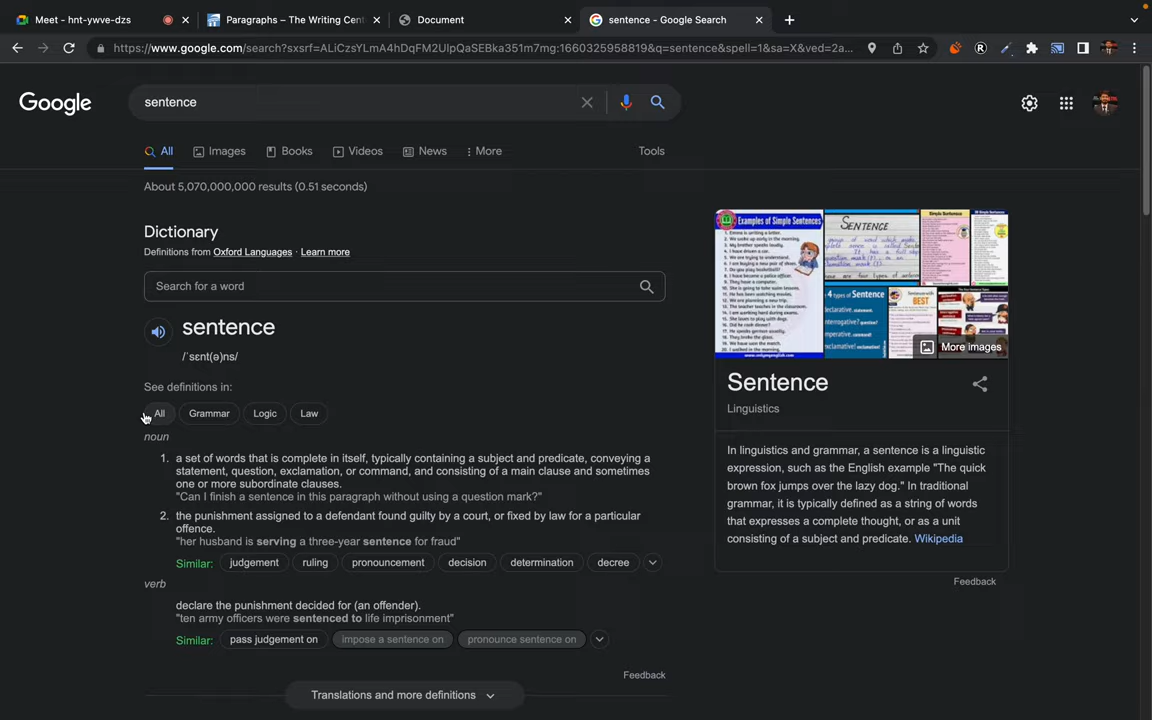 Meet - hnt-ywve-dzs
Paragraphs – The Writing Cent
Document
sentence - Google Search
https://www.google.com/search?sxsrf=ALiCzsYLmA4hDqFM2UlpQaSEBka351m7mg:1660325958819&q=sentence&spell=1&sa=X&ved=2a...
Google
sentence
All
Images
Books
Videos
News
More
Tools
About 5,070,000,000 results (0.51 seconds)
Dictionary
Definitions from Oxford Languages · Learn more
Search for a word
sentence
/ˈsɛnt(ə)ns/
See definitions in:
All
Grammar
Logic
Law
noun
1. a set of words that is complete in itself, typically containing a subject and predicate, conveying a
statement, question, exclamation, or command, and consisting of a main clause and sometimes
one or more subordinate clauses.
"Can I finish a sentence in this paragraph without using a question mark?"
2. the punishment assigned to a defendant found guilty by a court, or fixed by law for a particular
offence.
"her husband is serving a three-year sentence for fraud"
Similar: judgement ruling pronouncement decision determination decree
verb
declare the punishment decided for (an offender).
"ten army officers were sentenced to life imprisonment"
Similar: pass judgement on impose a sentence on pronounce sentence on
Feedback
Translations and more definitions
Examples of Simple Sentences
SENTENCE
4 types of Sentence
BEST
More images
Sentence
Linguistics
In linguistics and grammar, a sentence is a linguistic
expression, such as the English example "The quick
brown fox jumps over the lazy dog." In traditional
grammar, it is typically defined as a string of words
that expresses a complete thought, or as a unit
consisting of a subject and predicate. Wikipedia
Feedback